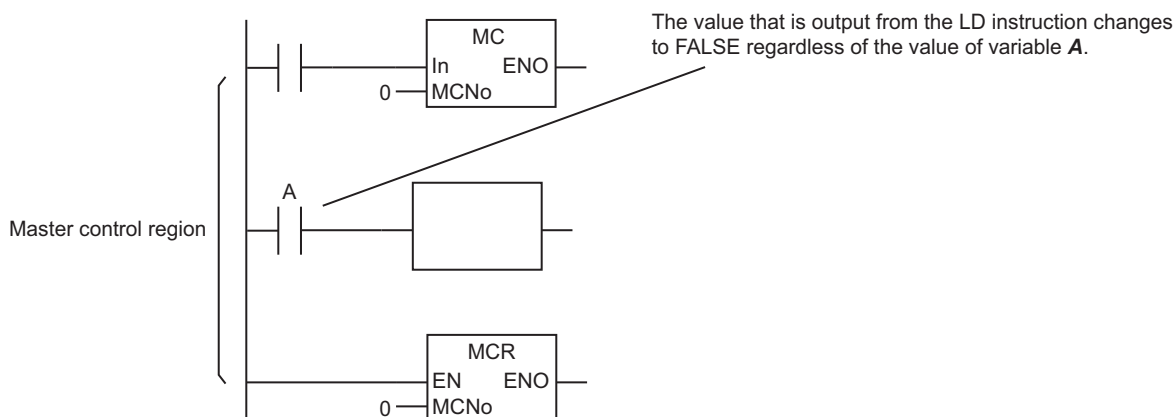 The value that is output from the LD instruction changes
to FALSE regardless of the value of variable A.
MC
In ENO
0 MCNo
A
Master control region
MCR
EN ENO
0 MCNo